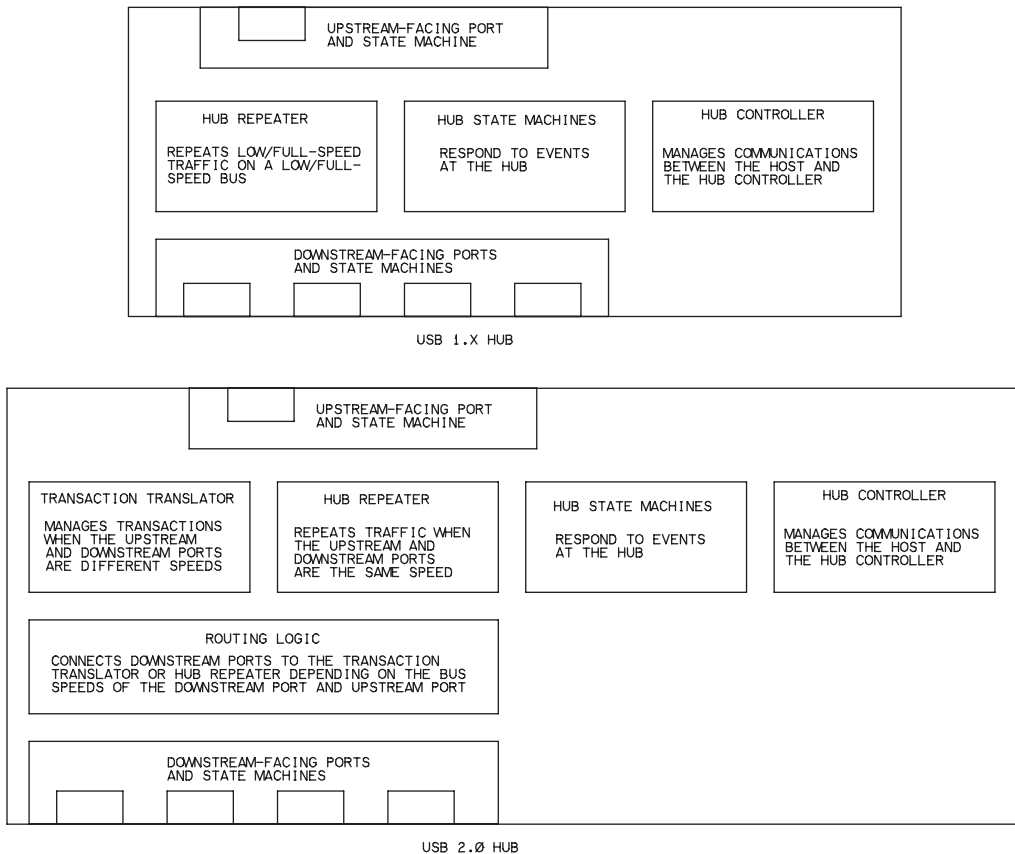 UPSTREAM-FACING PORT
AND STATE MACHINE
HUB REPEATER
REPEATS LOW/FULL-SPEED
TRAFFIC ON A LOW/FULL-
SPEED BUS
HUB STATE MACHINES
RESPOND TO EVENTS
AT THE HUB
HUB CONTROLLER
MANAGES COMMUNICATIONS
BETWEEN THE HOST AND
THE HUB CONTROLLER
DOWNSTREAM-FACING PORTS
AND STATE MACHINES
USB 1.X HUB
UPSTREAM-FACING PORT
AND STATE MACHINE
TRANSACTION TRANSLATOR
MANAGES TRANSACTIONS
WHEN THE UPSTREAM
AND DOWNSTREAM PORTS
ARE DIFFERENT SPEEDS
HUB REPEATER
REPEATS TRAFFIC WHEN
THE UPSTREAM AND
DOWNSTREAM PORTS
ARE THE SAME SPEED
HUB STATE MACHINES
RESPOND TO EVENTS
AT THE HUB
HUB CONTROLLER
MANAGES COMMUNICATIONS
BETWEEN THE HOST AND
THE HUB CONTROLLER
ROUTING LOGIC
CONNECTS DOWNSTREAM PORTS TO THE TRANSACTION
TRANSLATOR OR HUB REPEATER DEPENDING ON THE BUS
SPEEDS OF THE DOWNSTREAM PORT AND UPSTREAM PORT
DOWNSTREAM-FACING PORTS
AND STATE MACHINES
USB 2.0 HUB